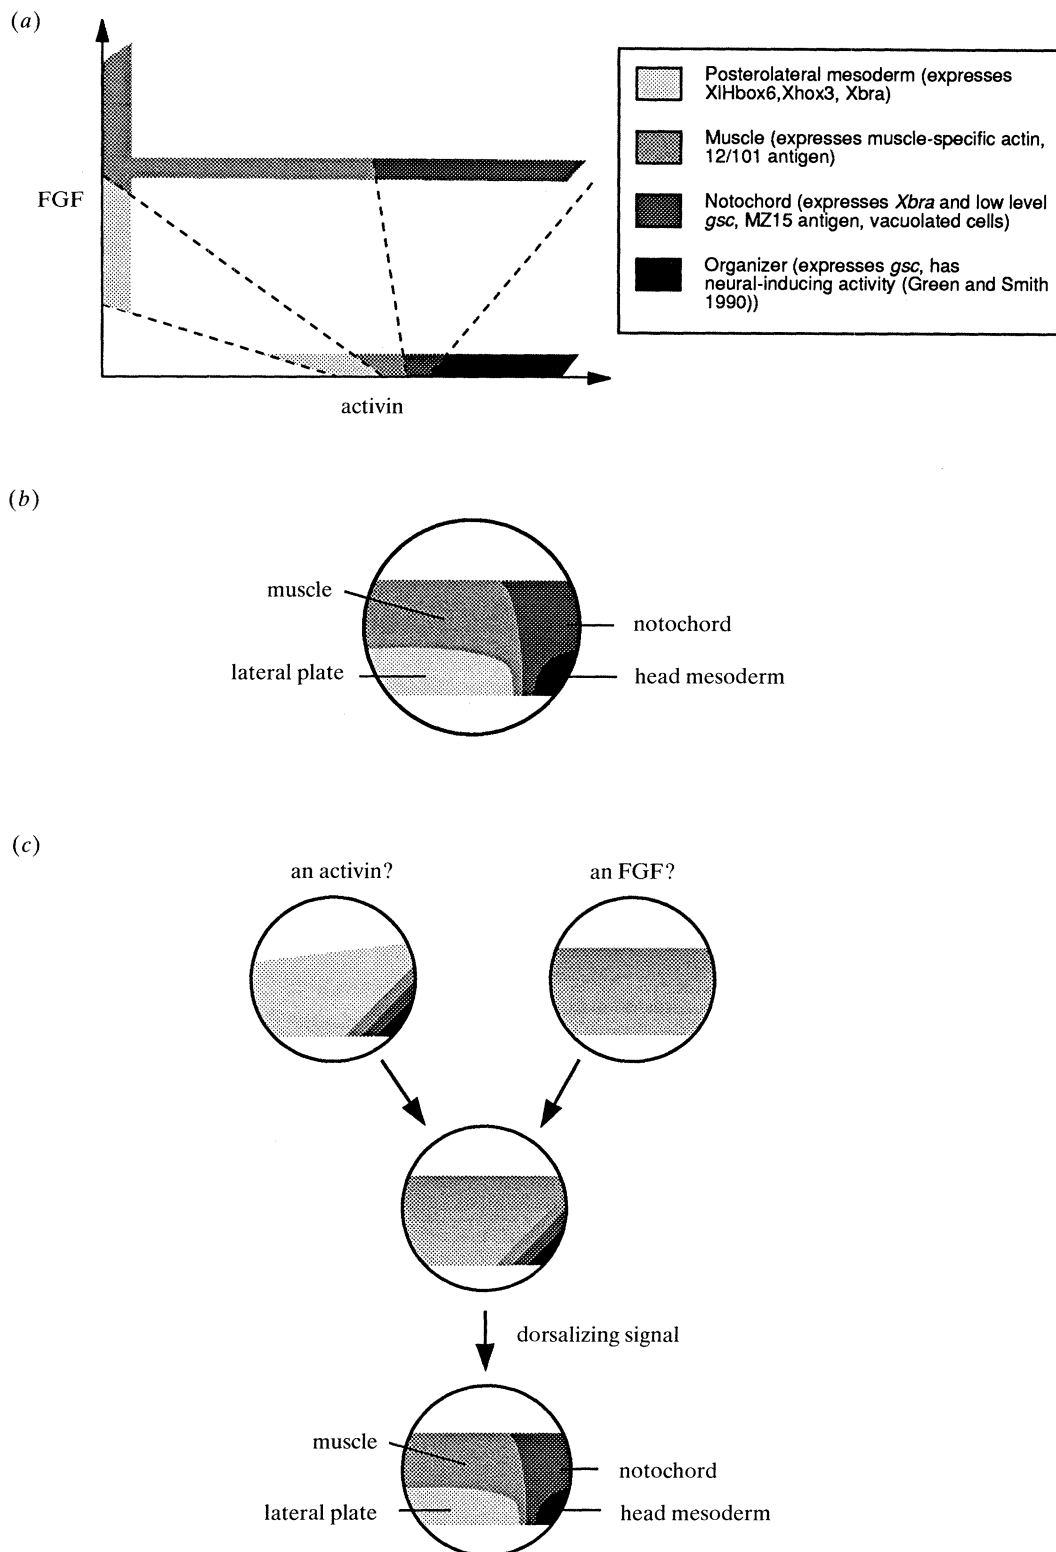 (a)
FGF
activin
Posterolateral mesoderm (expresses
XlHbox6,Xhox3, Xbra)
Muscle (expresses muscle-specific actin,
12/101 antigen)
Notochord (expresses Xbra and low level
gsc, MZ15 antigen, vacuolated cells)
Organizer (expresses gsc, has
neural-inducing activity (Green and Smith
1990))
(b)
muscle
notochord
lateral plate
head mesoderm
(c)
an activin?
an FGF?
dorsalizing signal
muscle
notochord
lateral plate
head mesoderm